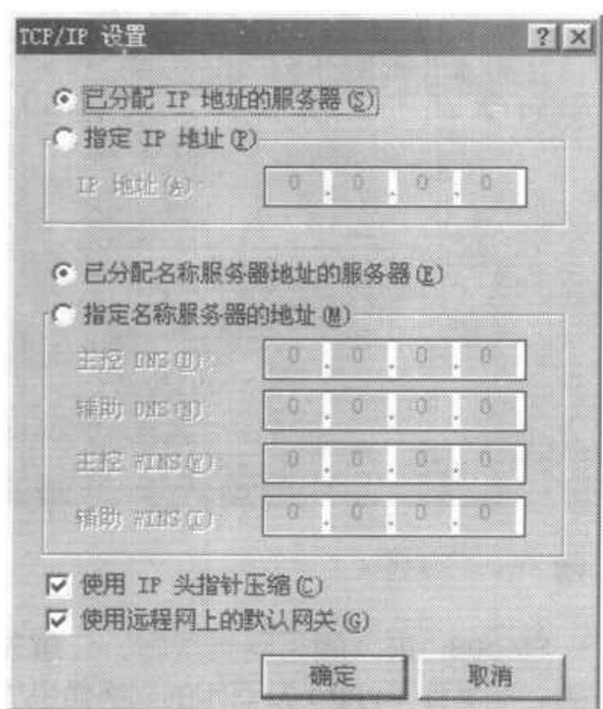 TCP/IP 设置
已分配 IP 地址的服务器(S)
指定 IP 地址(P)
IP 地址(A):
0 . 0 . 0 . 0
已分配名称服务器地址的服务器(E)
指定名称服务器的地址(M)
主控 DNS(D):
0 . 0 . 0 . 0
辅助 DNS(N):
0 . 0 . 0 . 0
主控 WINS(W):
0 . 0 . 0 . 0
辅助 WINS(I):
0 . 0 . 0 . 0
使用 IP 头指针压缩(C)
使用远程网上的默认网关(G)
确定
取消